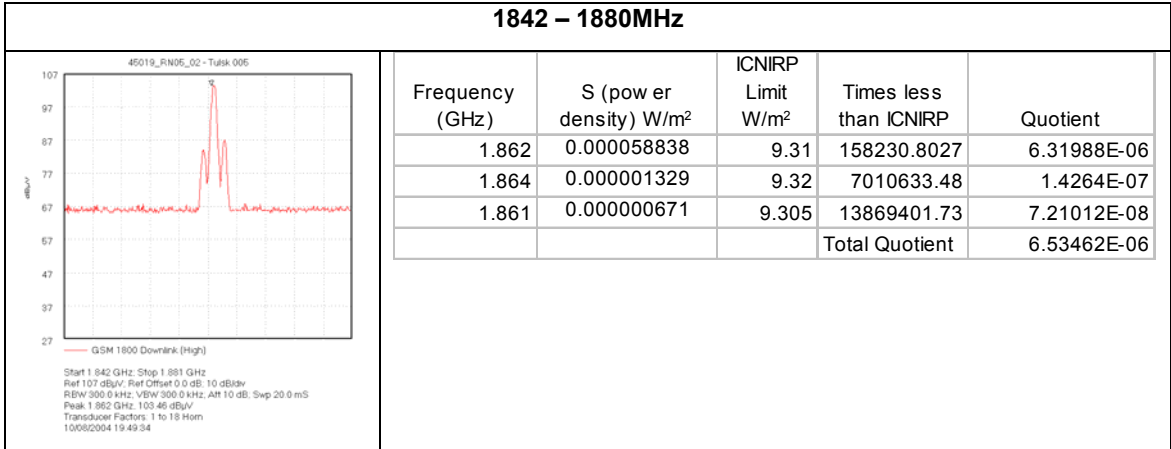 1842 – 1880MHz
45019_RN05_02 - Tulsk 005
107
97
87
77
67
57
47
37
27
dBµV
GSM 1800 Downlink (High)
Start 1.842 GHz; Stop 1.881 GHz
Ref 107 dBµV; Ref Offset 0.0 dB; 10 dB/div
RBW 300.0 kHz; VBW 300.0 kHz; Att 10 dB; Swp 20.0 mS
Peak 1.862 GHz, 103.46 dBµV
Transducer Factors: 1 to 18 Horn
10/08/2004 19:49:34
Frequency (GHz) S (pow er density) W/m² ICNIRP Limit W/m² Times less than ICNIRP Quotient
1.862 0.000058838 9.31 158230.8027 6.31988E-06
1.864 0.000001329 9.32 7010633.48 1.4264E-07
1.861 0.000000671 9.305 13869401.73 7.21012E-08
Total Quotient 6.53462E-06